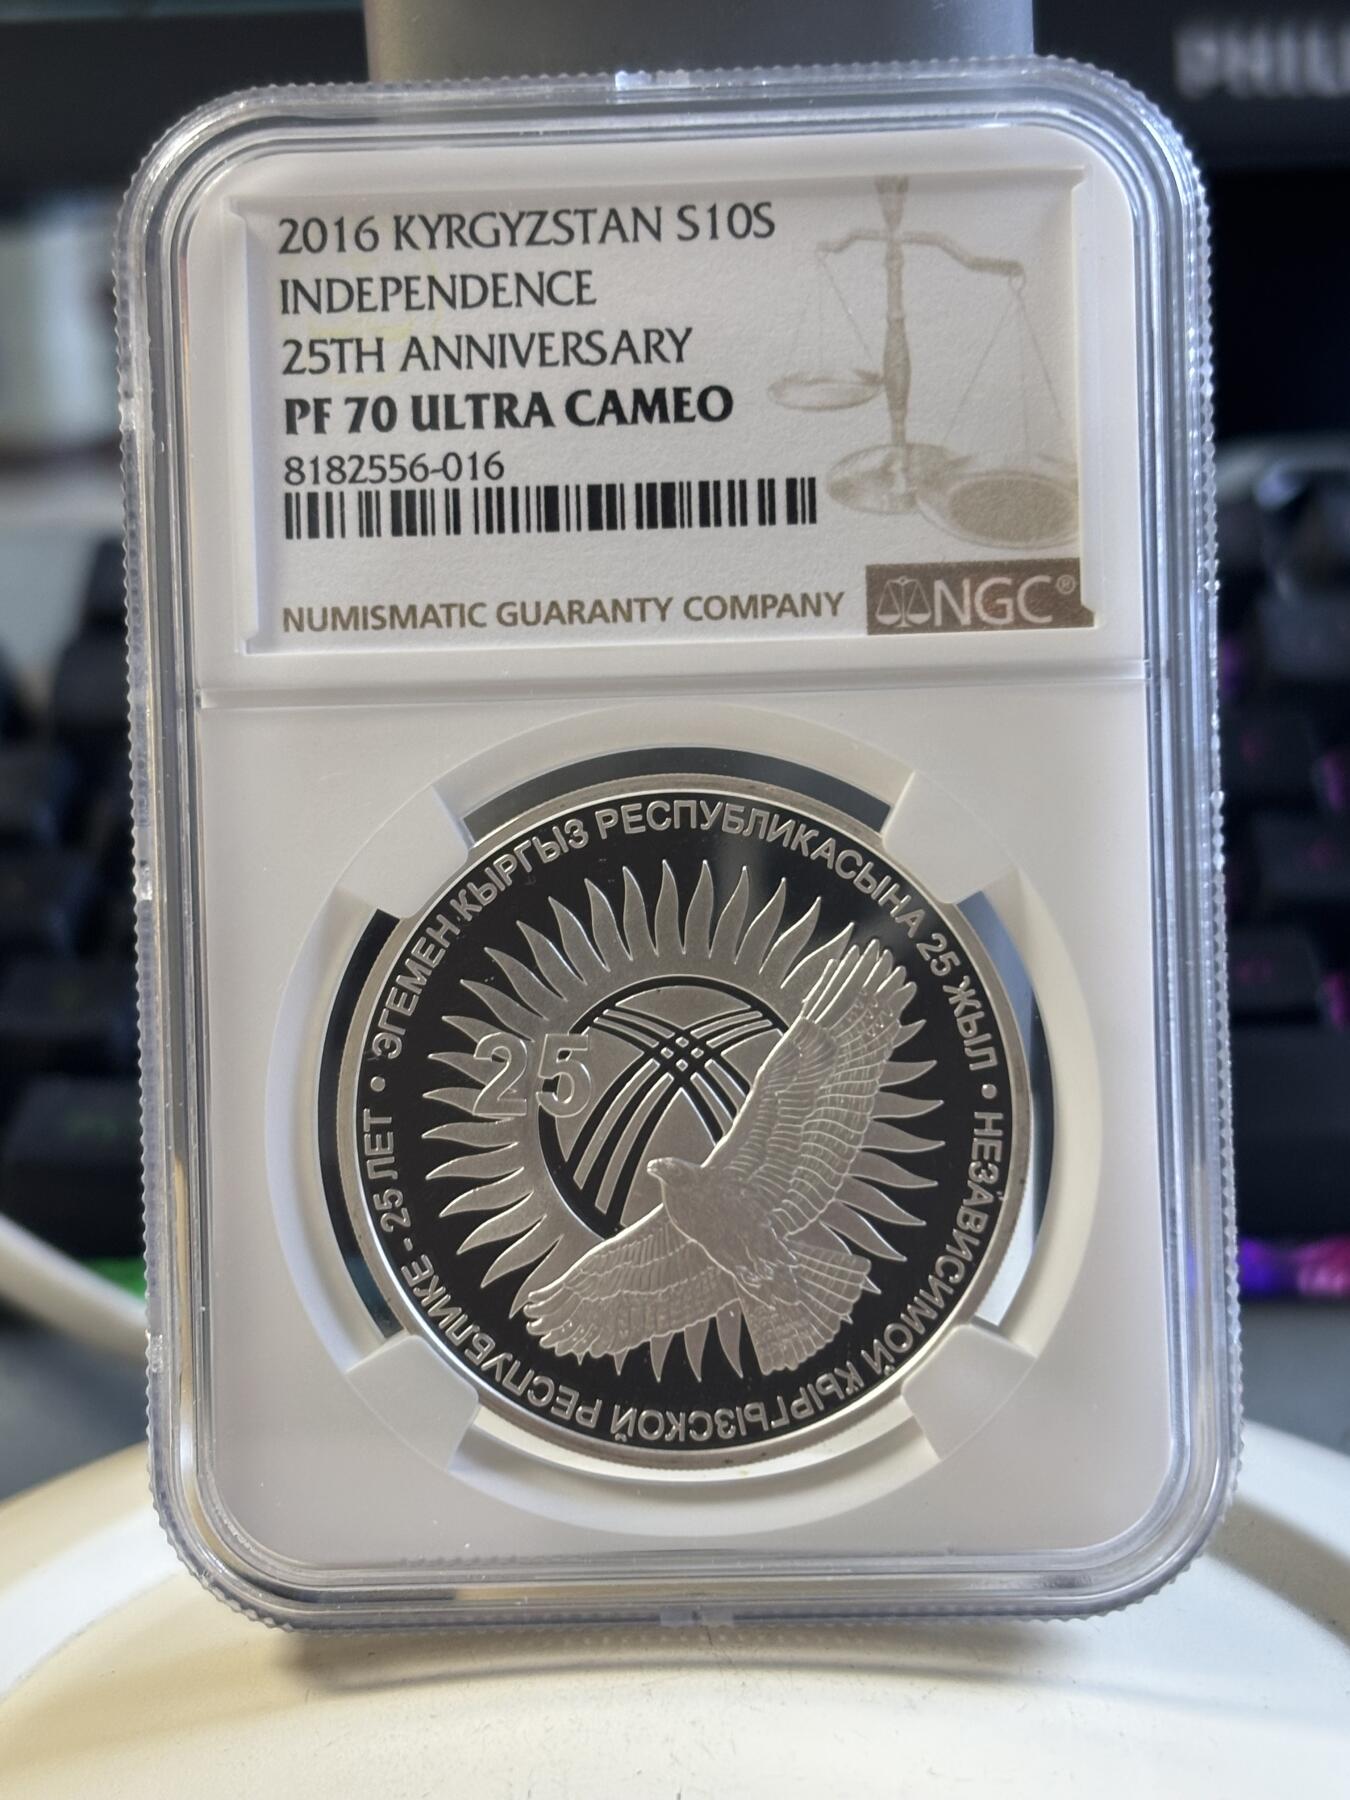 PHILI
2016 KYRGYZSTAN S10S
INDEPENDENCE
25TH ANNIVERSARY
PF 70 ULTRA CAMEO
8182556-016
NUMISMATIC GUARANTY COMPANY
NGC®
ЭГЕМЕН КЫРГЫЗ РЕСПУБЛИКАСЫНА 25 ЖЫЛ •
НЕЗАВИСИМОЙ КЫРГЫЗСКОЙ РЕСПУБЛИКЕ - 25 ЛЕТ •
25